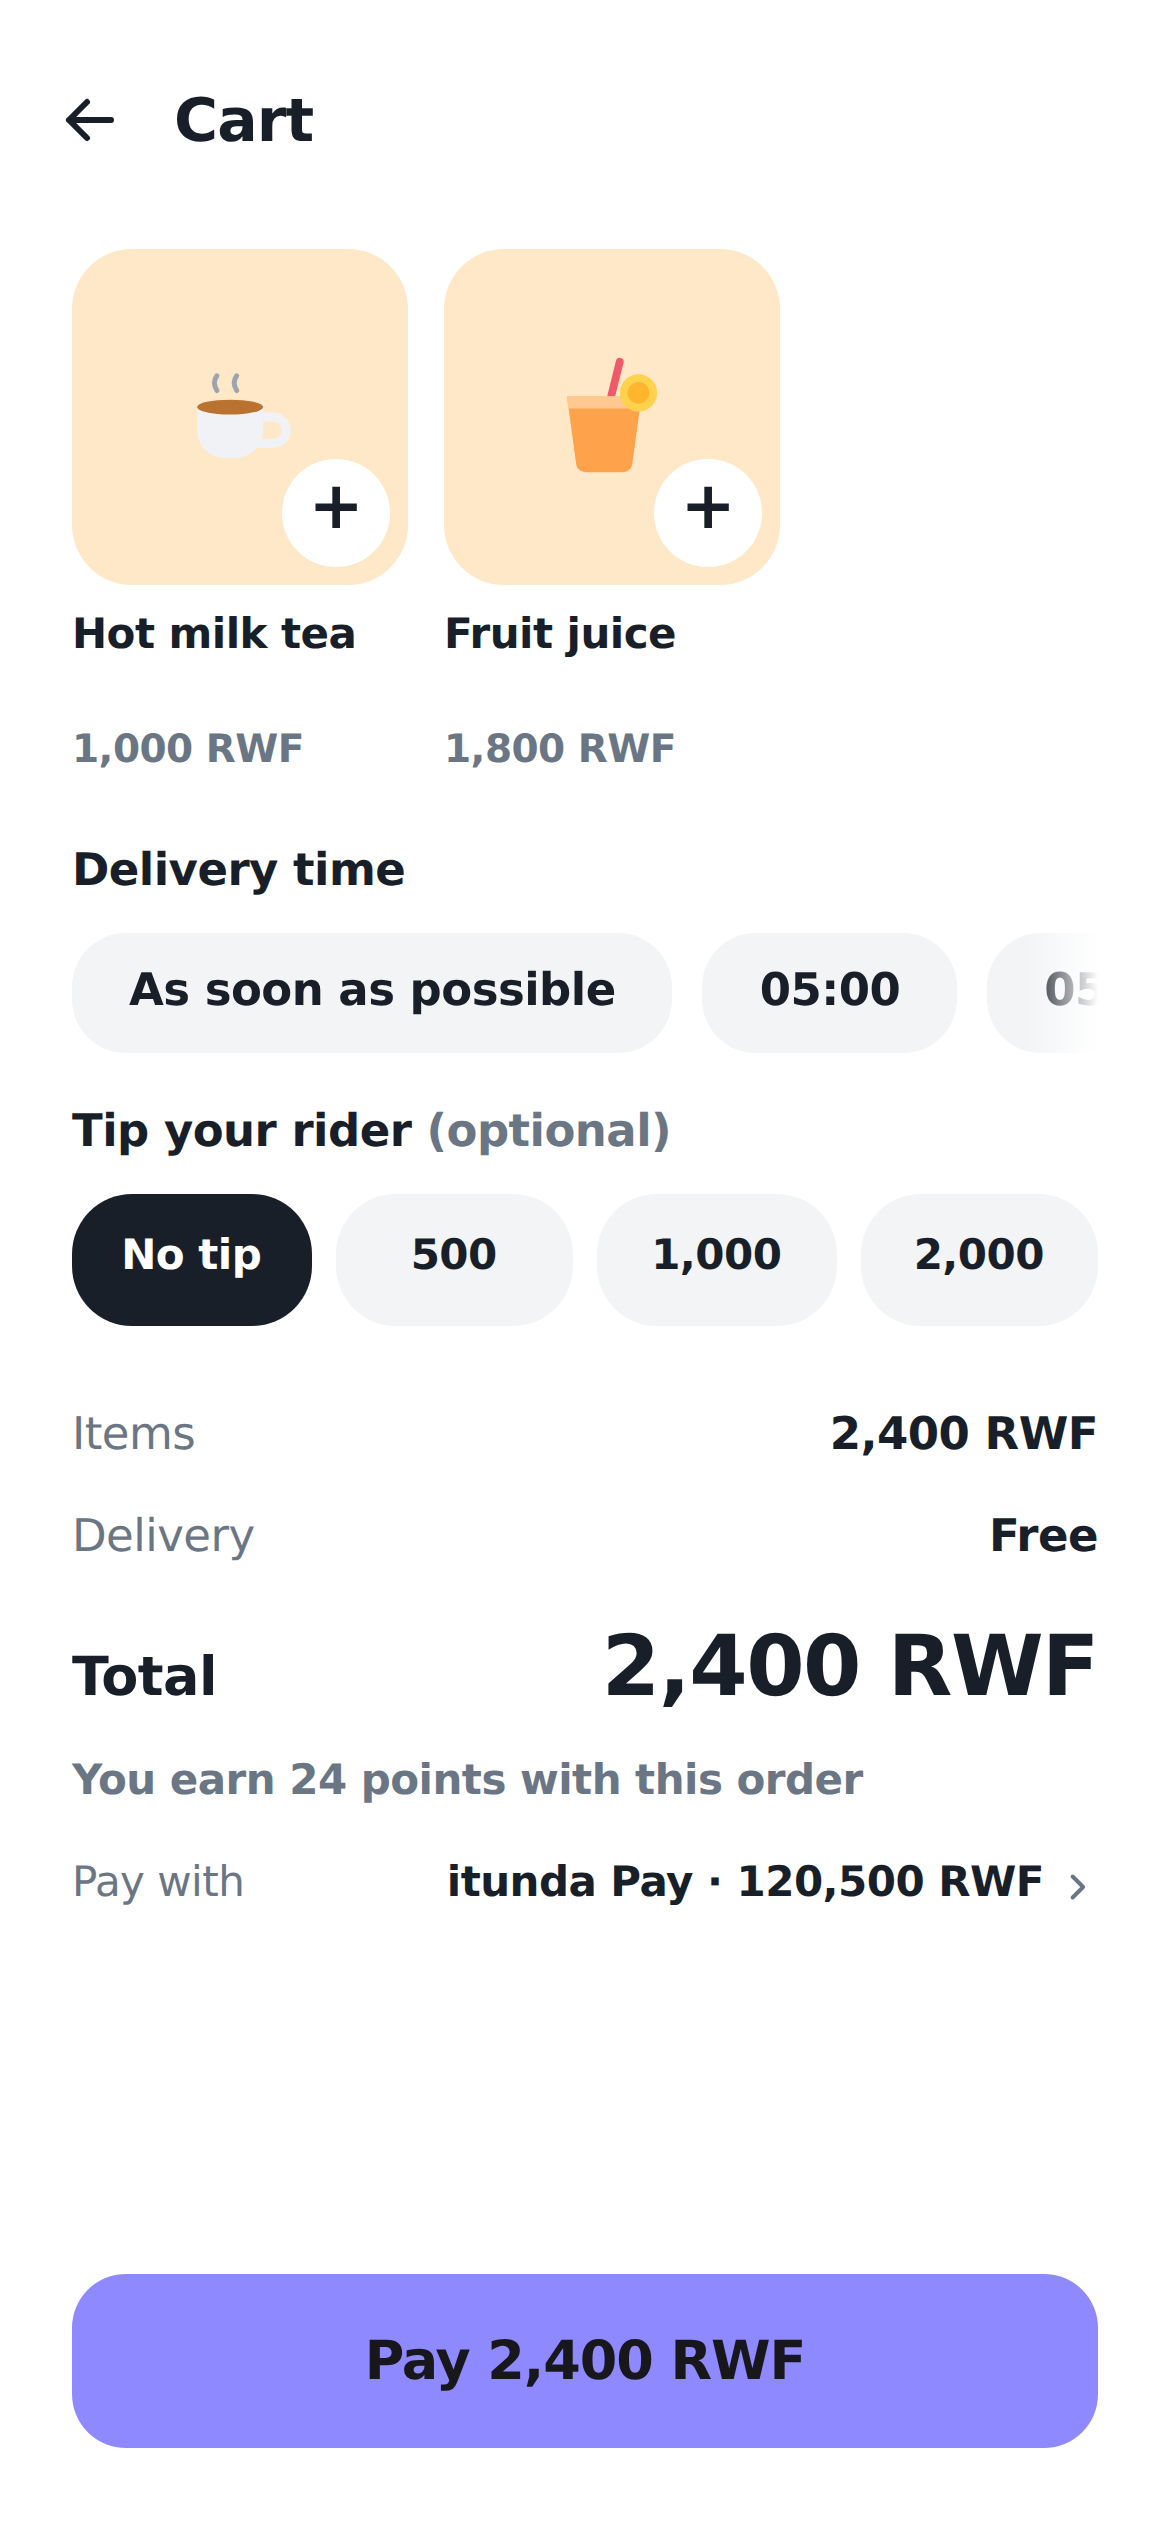 Cart
Hot milk tea
Fruit juice
1,000 RWF
1,800 RWF
Delivery time
As soon as possible
05:00
Tip your rider (optional)
No tip
500
1,000
2,000
Items
2,400 RWF
Delivery
Free
Total
2,400 RWF
You earn 24 points with this order
Pay with
itunda Pay · 120,500 RWF
Pay 2,400 RWF